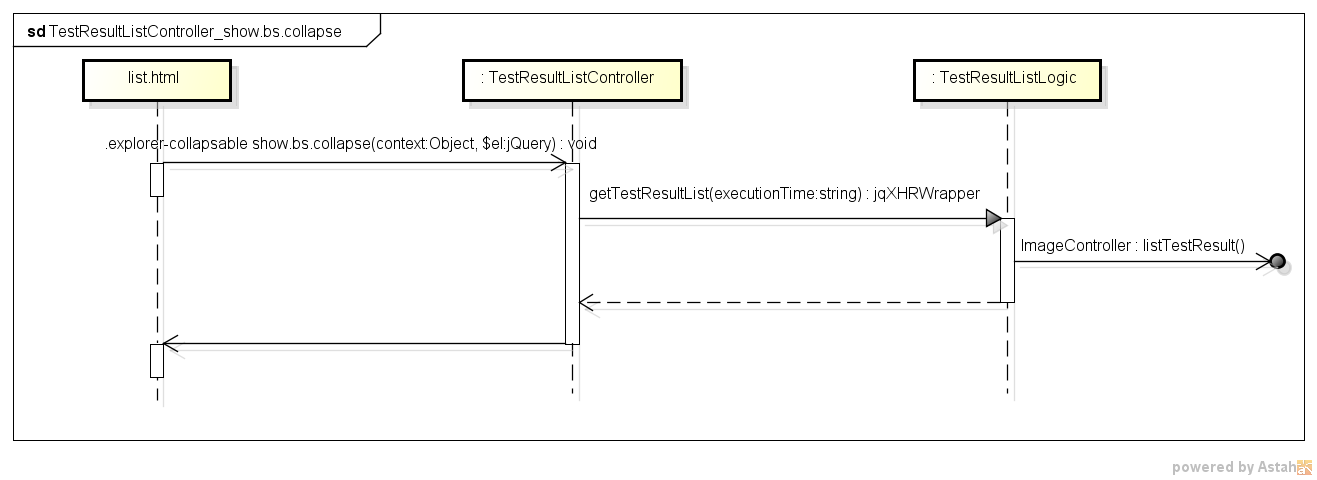 sd TestResultListController_show.bs.collapse
list.html
: TestResultListController
: TestResultListLogic
.explorer-collapsable show.bs.collapse(context:Object, $el:jQuery) : void
getTestResultList(executionTime:string) : jqXHRWrapper
ImageController : listTestResult()
powered by Astah